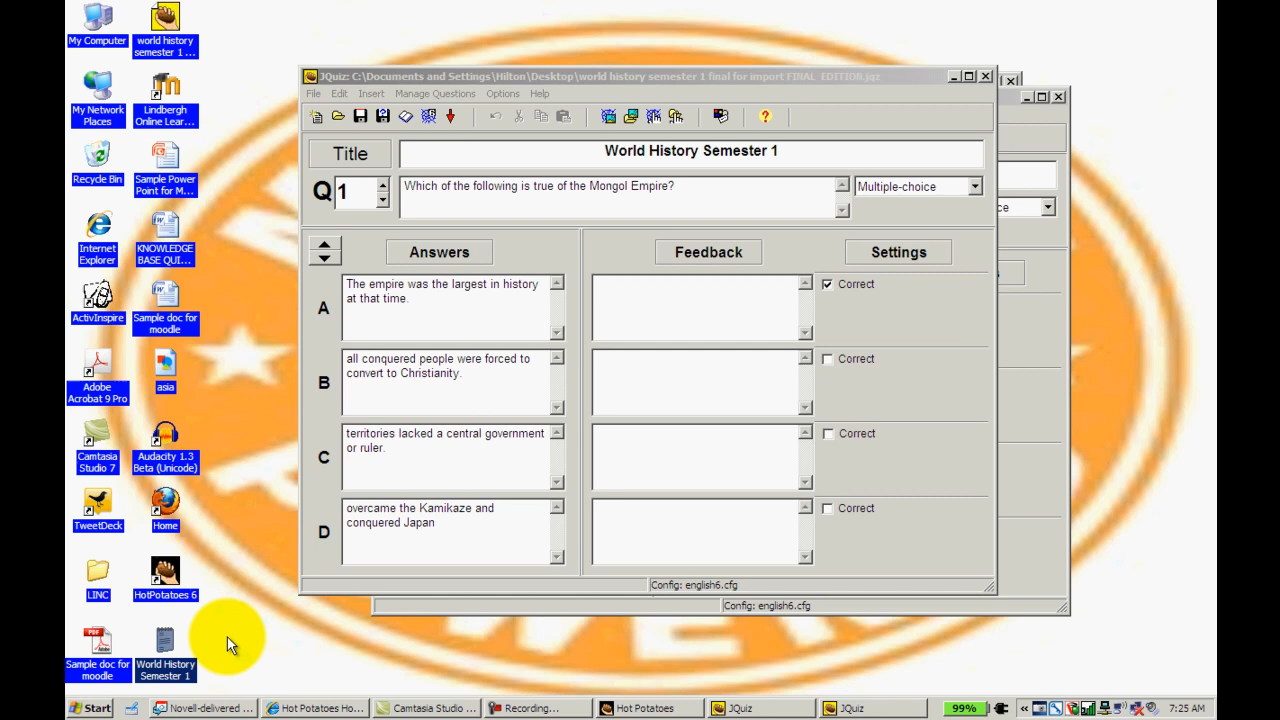 My Computer
world history
semester 1 ...
My Network
Places
Lindbergh
Online Lear...
Recycle Bin
Sample Power
Point for M...
Internet
Explorer
KNOWLEDGE
BASE QUI...
ActivInspire
Sample doc for
moodle
Adobe
Acrobat 9 Pro
asia
Camtasia
Studio 7
Audacity 1.3
Beta (Unicode)
TweetDeck
Home
LINC
HotPotatoes 6
Sample doc for
moodle
World History
Semester 1
JQuiz: C:\Documents and Settings\Hilton\Desktop\world history semester 1 final for import FINAL EDITION.jqz
File Edit Insert Manage Questions Options Help
Title
World History Semester 1
Q 1
Which of the following is true of the Mongol Empire?
Multiple-choice
ce
Answers
Feedback
Settings
s
A
The empire was the largest in history
at that time.
Correct
B
all conquered people were forced to
convert to Christianity.
Correct
C
territories lacked a central government
or ruler.
Correct
D
overcame the Kamikaze and
conquered Japan
Correct
Config: english6.cfg
Config: english6.cfg
WE
Start
Novell-delivered ...
Hot Potatoes Ho...
Camtasia Studio ...
Recording...
Hot Potatoes
JQuiz
JQuiz
99%
7:25 AM